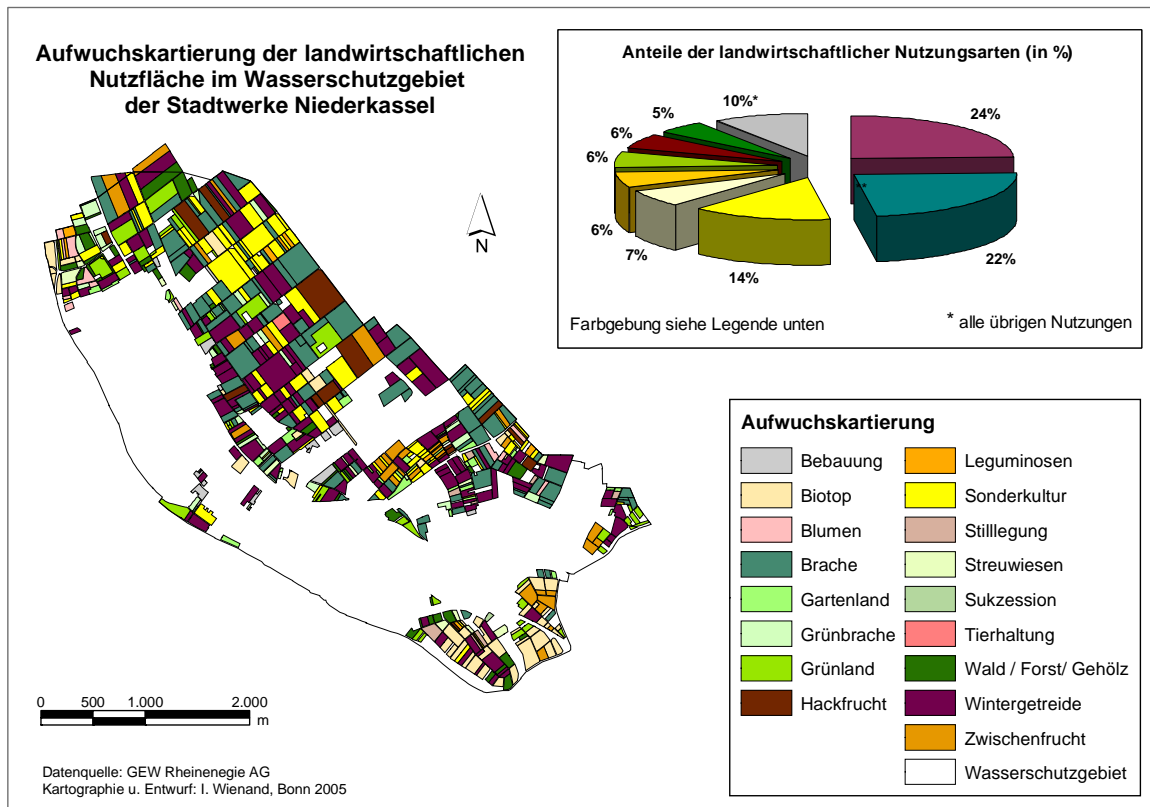 Aufwuchskartierung der landwirtschaftlichen
Nutzfläche im Wasserschutzgebiet
der Stadtwerke Niederkassel
Anteile der landwirtschaftlicher Nutzungsarten (in %)
10%*
24%
5%
6%
6%
**
6%
7%
14%
22%
Farbgebung siehe Legende unten
* alle übrigen Nutzungen
N
Aufwuchskartierung
Bebauung
Biotop
Blumen
Brache
Gartenland
Grünbrache
Grünland
Hackfrucht
Leguminosen
Sonderkultur
Stilllegung
Streuwiesen
Sukzession
Tierhaltung
Wald / Forst/ Gehölz
Wintergetreide
Zwischenfrucht
Wasserschutzgebiet
0 500 1.000 2.000
m
Datenquelle: GEW Rheinenegie AG
Kartographie u. Entwurf: I. Wienand, Bonn 2005